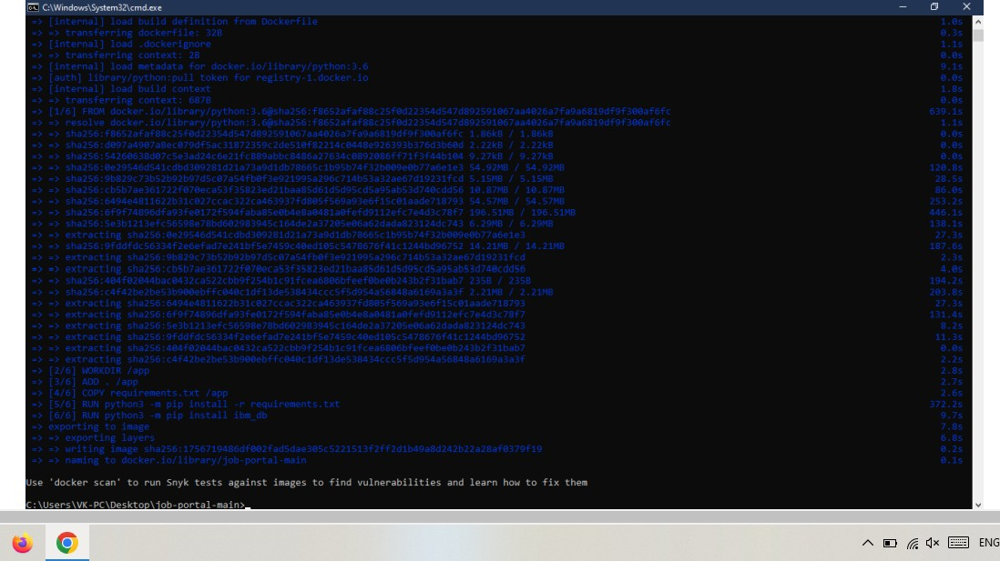 C:\Windows\System32\cmd.exe
=> [internal] load build definition from Dockerfile 1.0s
=> => transferring dockerfile: 32B 0.3s
=> [internal] load .dockerignore 1.1s
=> => transferring context: 2B 0.0s
=> [internal] load metadata for docker.io/library/python:3.6 9.1s
=> [auth] library/python:pull token for registry-1.docker.io 0.0s
=> [internal] load build context 1.8s
=> => transferring context: 687B 0.0s
=> [1/6] FROM docker.io/library/python:3.6@sha256:f8652afaf88c25f0d22354d547d892591067aa4026a7fa9a6819df9f300af6fc 639.1s
=> => resolve docker.io/library/python:3.6@sha256:f8652afaf88c25f0d22354d547d892591067aa4026a7fa9a6819df9f300af6fc 1.1s
=> => sha256:f8652afaf88c25f0d22354d547d892591067aa4026a7fa9a6819df9f300af6fc 1.86kB / 1.86kB 0.0s
=> => sha256:d097a4907a8ec079df5ac31872359c2de510f82214c0448e926393b376d3b60d 2.22kB / 2.22kB 0.0s
=> => sha256:54260638d07c5e3ad24c6e21fc889abbc8486a27634c0892086ff71f3f44b104 9.27kB / 9.27kB 0.0s
=> => sha256:0e29546d541cdbd309281d21a73a9d1db78665c1b95b74f32b009e0b77a6e1e3 54.92MB / 54.92MB 120.8s
=> => sha256:9b829c73b52b92b97d5c07a54fb0f3e921995a296c714b53a32ae67d19231fcd 5.15MB / 5.15MB 28.5s
=> => sha256:cb5b7ae361722f070eca53f35823ed21baa85d61d5d95cd5a95ab53d740cdd56 10.87MB / 10.87MB 86.0s
=> => sha256:6494e4811622b31c027ccac322ca463937fd805f569a93e6f15c01aade718793 54.57MB / 54.57MB 253.2s
=> => sha256:6f9f74896dfa93fe0172f594faba85e0b4e8a0481a0fefd9112efc7e4d3c78f7 196.51MB / 196.51MB 446.1s
=> => sha256:5e3b1213efc56598e78bd602983945c164de2a37205e06a62dada823124dc743 6.29MB / 6.29MB 138.1s
=> => extracting sha256:0e29546d541cdbd309281d21a73a9d1db78665c1b95b74f32b009e0b77a6e1e3 27.3s
=> => sha256:9fddfdc56334f2e6efad7e241bf5e7459c40ed105c5478676f41c1244bd96752 14.21MB / 14.21MB 187.6s
=> => extracting sha256:9b829c73b52b92b97d5c07a54fb0f3e921995a296c714b53a32ae67d19231fcd 2.3s
=> => extracting sha256:cb5b7ae361722f070eca53f35823ed21baa85d61d5d95cd5a95ab53d740cdd56 4.0s
=> => sha256:404f02044bac0432ca522cbb9f254b1c91fcea6806bfeef0be0b243b2f31bab7 235B / 235B 194.2s
=> => sha256:c4f42be2be53b900ebffc040c1df13de538434ccc5f5d954a56848a6169a3a3f 2.21MB / 2.21MB 203.8s
=> => extracting sha256:6494e4811622b31c027ccac322ca463937fd805f569a93e6f15c01aade718793 27.3s
=> => extracting sha256:6f9f74896dfa93fe0172f594faba85e0b4e8a0481a0fefd9112efc7e4d3c78f7 131.4s
=> => extracting sha256:5e3b1213efc56598e78bd602983945c164de2a37205e06a62dada823124dc743 8.2s
=> => extracting sha256:9fddfdc56334f2e6efad7e241bf5e7459c40ed105c5478676f41c1244bd96752 11.3s
=> => extracting sha256:404f02044bac0432ca522cbb9f254b1c91fcea6806bfeef0be0b243b2f31bab7 0.0s
=> => extracting sha256:c4f42be2be53b900ebffc040c1df13de538434ccc5f5d954a56848a6169a3a3f 2.2s
=> [2/6] WORKDIR /app 2.8s
=> [3/6] ADD . /app 2.7s
=> [4/6] COPY requirements.txt /app 2.6s
=> [5/6] RUN python3 -m pip install -r requirements.txt 372.2s
=> [6/6] RUN python3 -m pip install ibm_db 9.7s
=> exporting to image 7.8s
=> => exporting layers 6.8s
=> => writing image sha256:1756719486df002fad5dae305c5221513f2ff2d1b49a8d242b22a28af0379f19 0.2s
=> => naming to docker.io/library/job-portal-main 0.1s
Use 'docker scan' to run Snyk tests against images to find vulnerabilities and learn how to fix them
C:\Users\VK-PC\Desktop\job-portal-main>
ENG